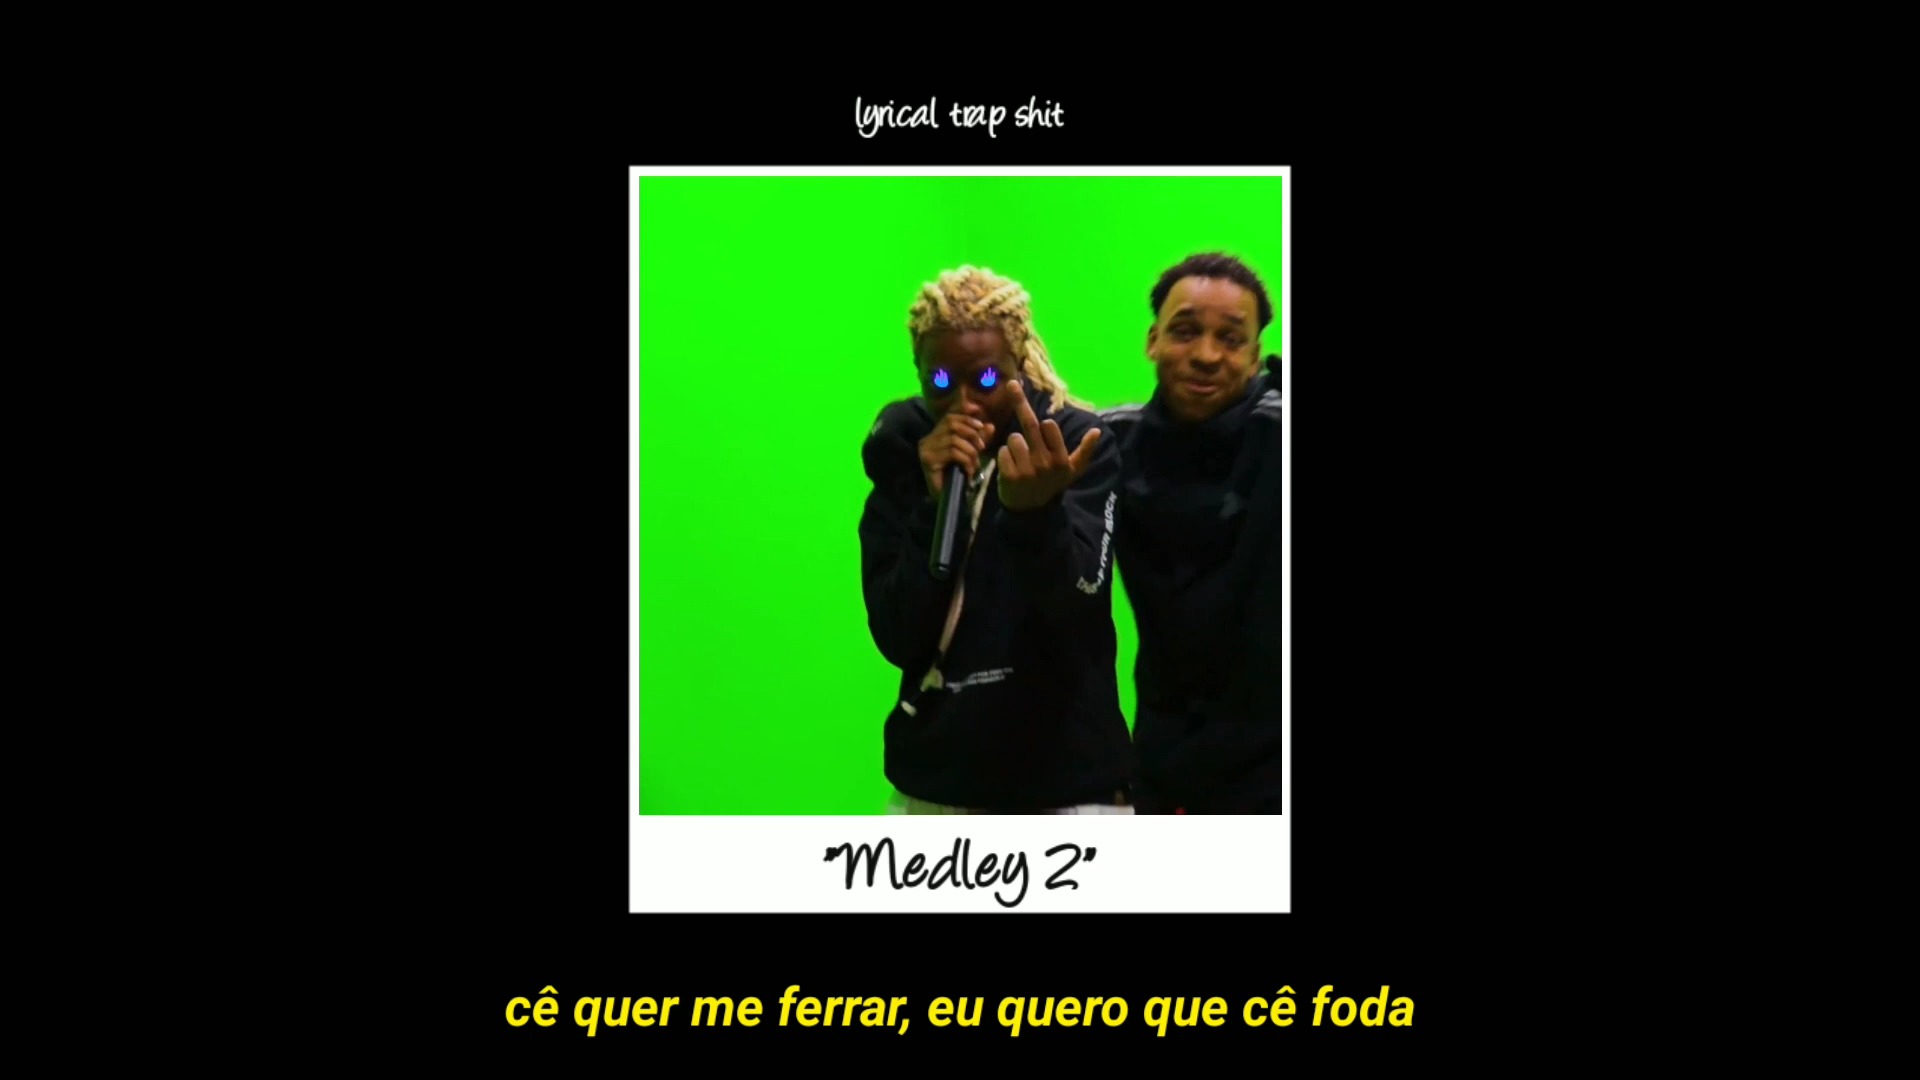 lyrical trap shit
"Medley 2"
cê quer me ferrar, eu quero que cê foda